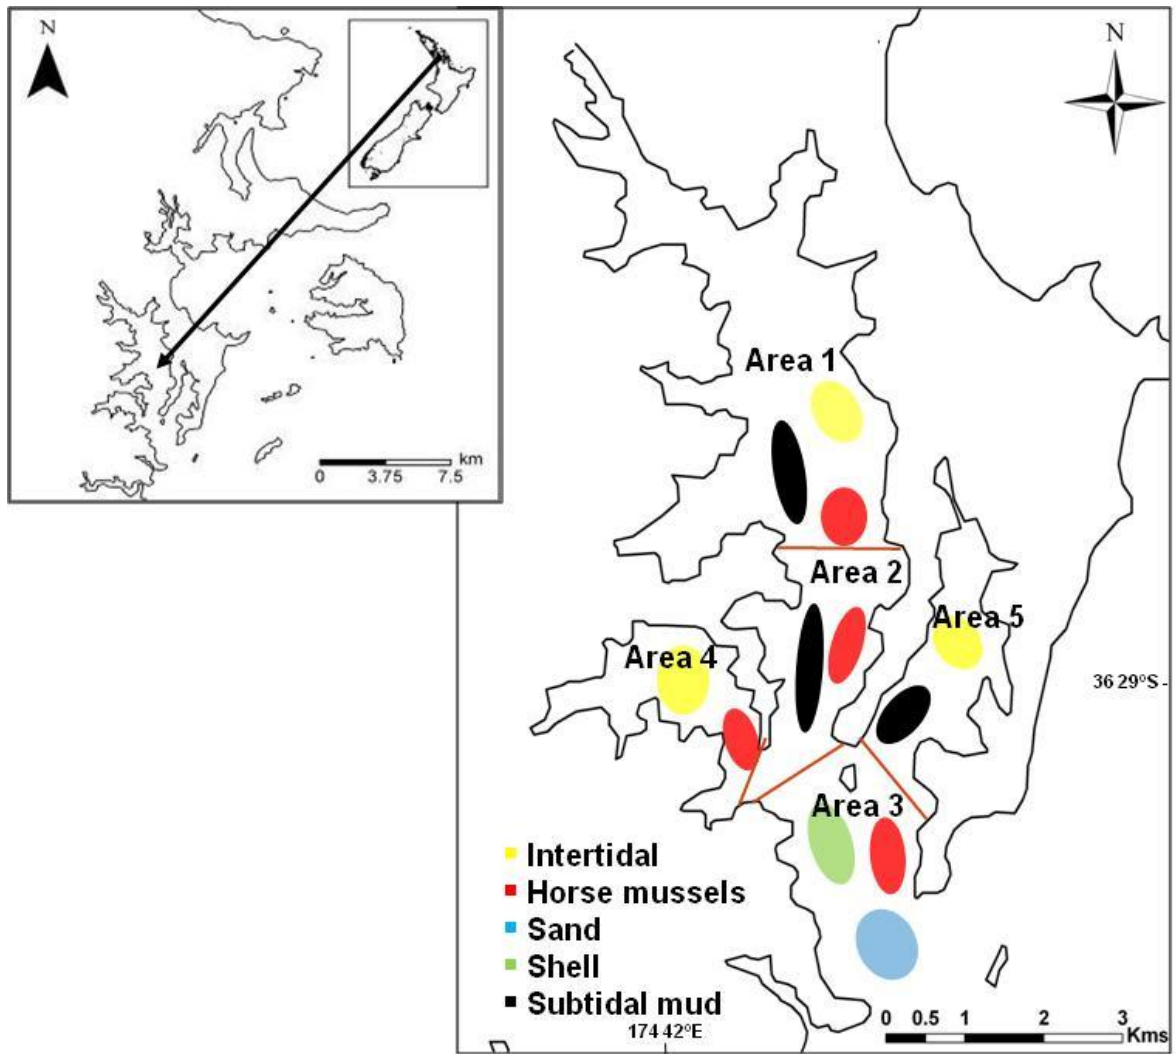 N
km
0 3.75 7.5
N
Area 1
Area 2
Area 5
Area 4
36 29°S
Area 3
Intertidal
Horse mussels
Sand
Shell
Subtidal mud
174 42°E
0 0.5 1 2 3
Kms